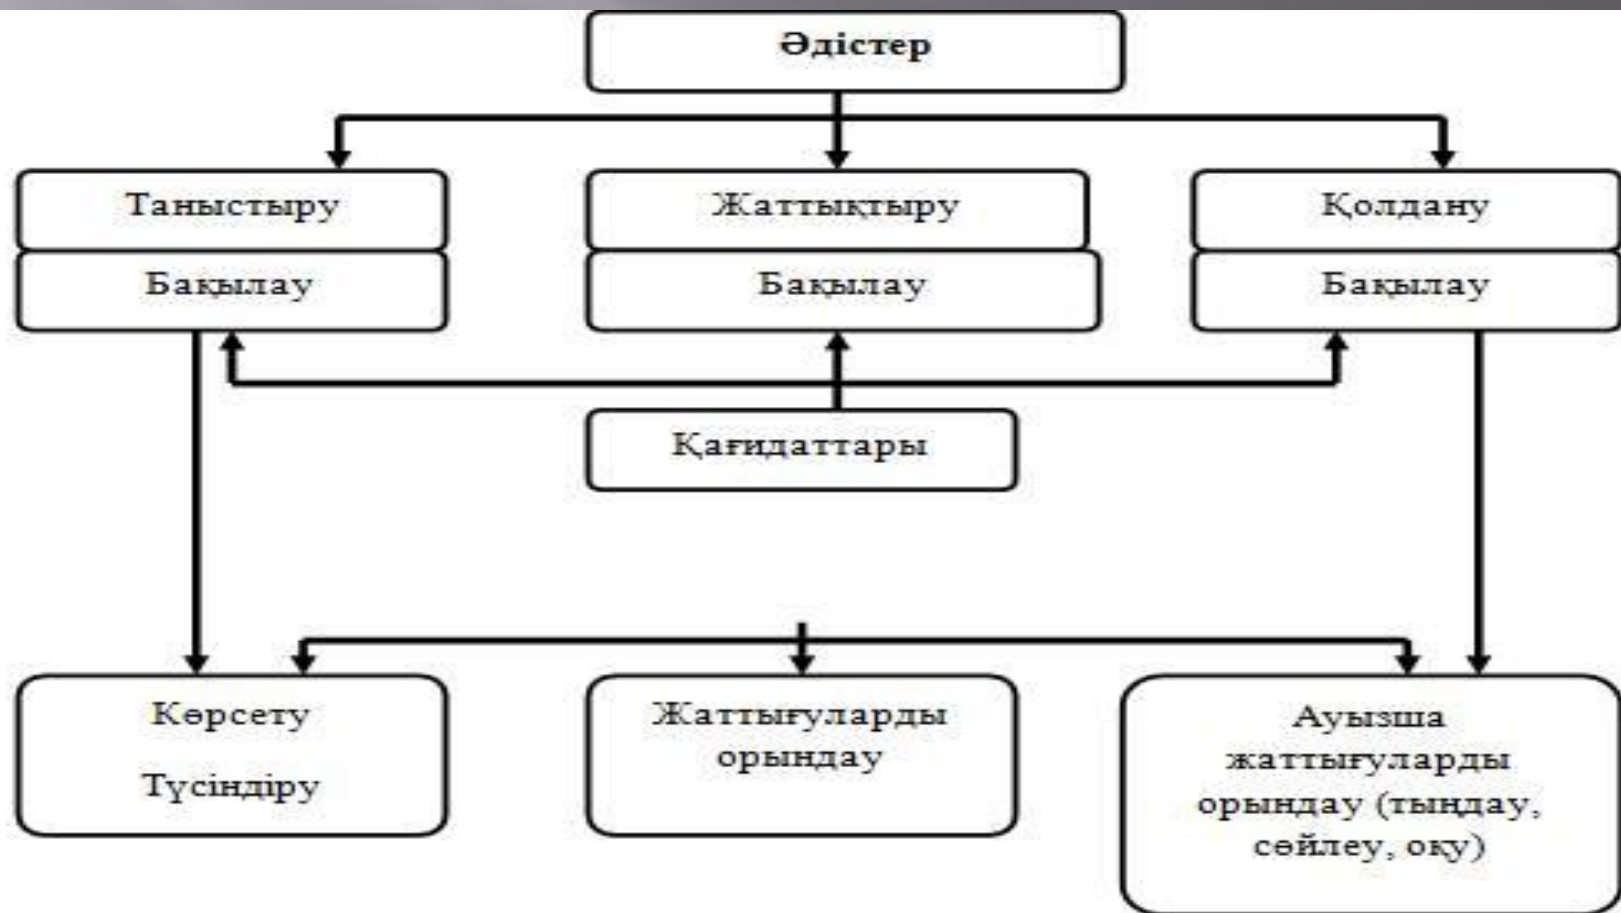 Әдістер
Таныстыру
Жаттықтыру
Қолдану
Бақылау
Бақылау
Бақылау
Қағидаттары
Көрсету
Түсіндіру
Жаттығуларды
орындау
Ауызша
жаттығуларды
орындау (тыңдау,
сөйлеу, оқу)